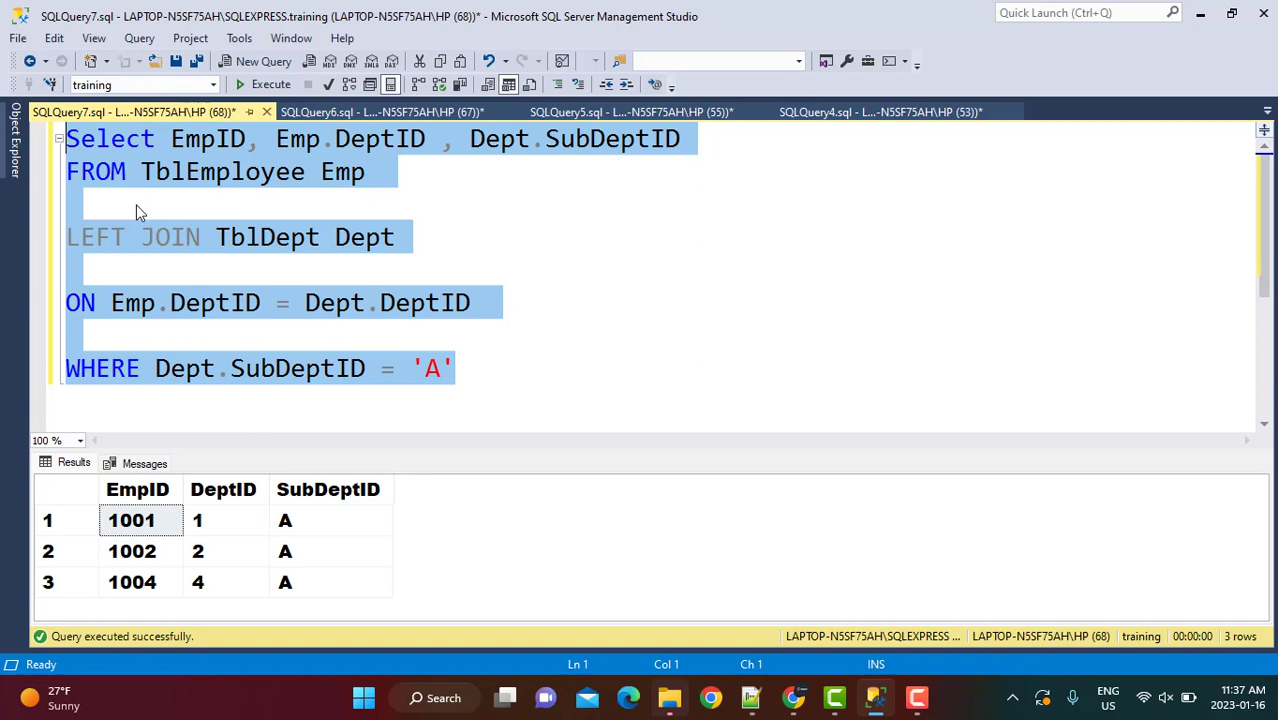 SQLQuery7.sql - LAPTOP-N5SF75AH\SQLEXPRESS.training (LAPTOP-N5SF75AH\HP (68))* - Microsoft SQL Server Management Studio
Quick Launch (Ctrl+Q)
File Edit View Query Project Tools Window Help
New Query
training
Execute
SQLQuery7.sql - L...-N5SF75AH\HP (68))* SQLQuery6.sql - L...-N5SF75AH\HP (67))* SQLQuery5.sql - L...-N5SF75AH\HP (55))* SQLQuery4.sql - L...-N5SF75AH\HP (53))*
Object Explorer
Select EmpID, Emp.DeptID , Dept.SubDeptID
FROM TblEmployee Emp
LEFT JOIN TblDept Dept
ON Emp.DeptID = Dept.DeptID
WHERE Dept.SubDeptID = 'A'
100 %
Results Messages
EmpID DeptID SubDeptID
1 1001 1 A
2 1002 2 A
3 1004 4 A
Query executed successfully. LAPTOP-N5SF75AH\SQLEXPRESS ... LAPTOP-N5SF75AH\HP (68) training 00:00:00 3 rows
Ready Ln 1 Col 1 Ch 1 INS
27°F
Sunny
Search
ENG
US
11:37 AM
2023-01-16